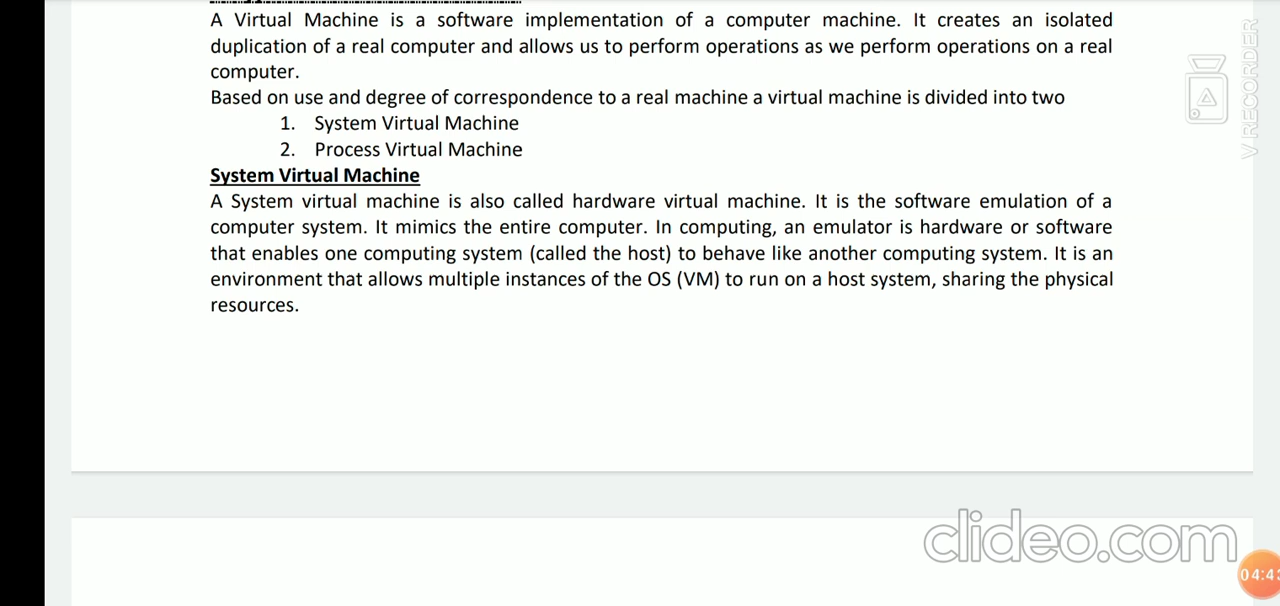 A Virtual Machine is a software implementation of a computer machine. It creates an isolated
duplication of a real computer and allows us to perform operations as we perform operations on a real
computer.
Based on use and degree of correspondence to a real machine a virtual machine is divided into two
1. System Virtual Machine
2. Process Virtual Machine
System Virtual Machine
A System virtual machine is also called hardware virtual machine. It is the software emulation of a
computer system. It mimics the entire computer. In computing, an emulator is hardware or software
that enables one computing system (called the host) to behave like another computing system. It is an
environment that allows multiple instances of the OS (VM) to run on a host system, sharing the physical
resources.
V RECORDER
clideo.com